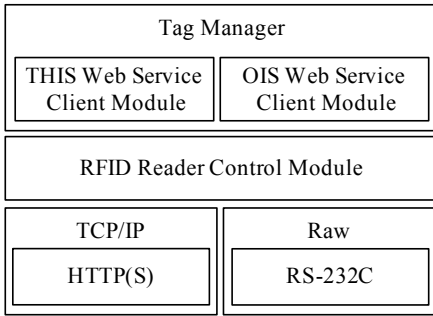 Tag Manager
THIS Web Service
Client Module
OIS Web Service
Client Module
RFID Reader Control Module
TCP/IP
HTTP(S)
Raw
RS-232C